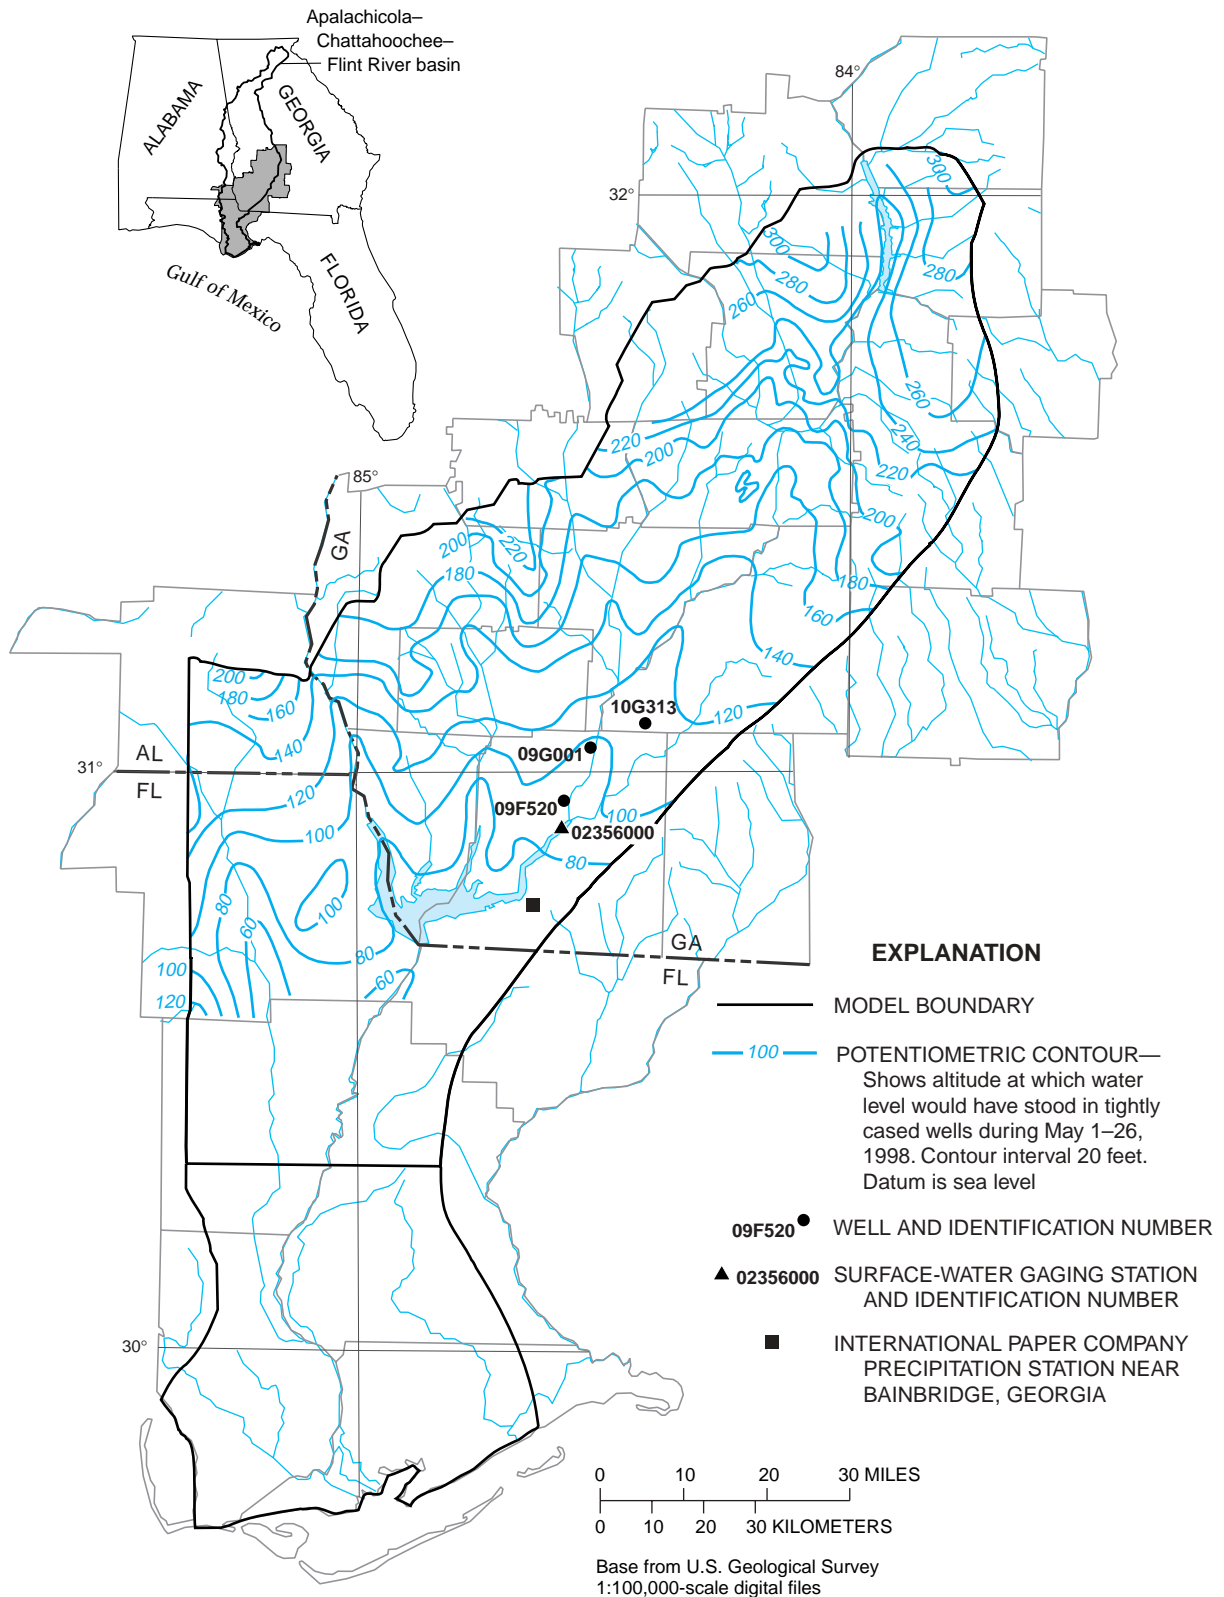 Apalachicola–
Chattahoochee–
Flint River basin
ALABAMA
GEORGIA
FLORIDA
Gulf of Mexico
84°
32°
300
300
280
280
260
260
240
220
220
200
200
85°
GA
200
220
180
180
160
140
120
200
180
160
140
10G313
09G001
31°
AL
FL
120
100
09F520
100
02356000
80
80
60
100
80
60
100
120
GA
FL
30°
EXPLANATION
MODEL BOUNDARY
100 POTENTIOMETRIC CONTOUR—
Shows altitude at which water
level would have stood in tightly
cased wells during May 1–26,
1998. Contour interval 20 feet.
Datum is sea level
09F520 WELL AND IDENTIFICATION NUMBER
02356000 SURFACE-WATER GAGING STATION
AND IDENTIFICATION NUMBER
INTERNATIONAL PAPER COMPANY
PRECIPITATION STATION NEAR
BAINBRIDGE, GEORGIA
0 10 20 30 MILES
0 10 20 30 KILOMETERS
Base from U.S. Geological Survey
1:100,000-scale digital files